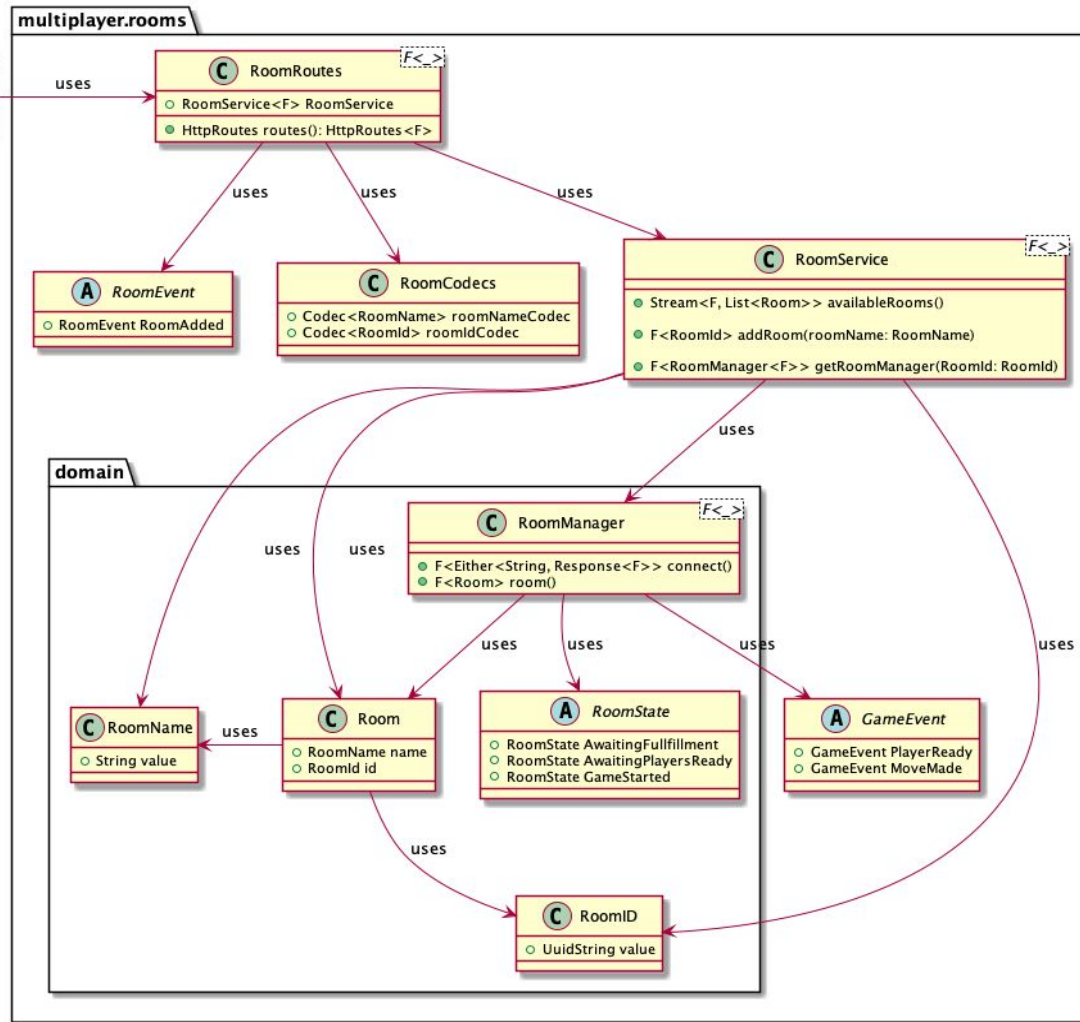 multiplayer.rooms
F<_>
C RoomRoutes
RoomService<F> RoomService
HttpRoutes routes(): HttpRoutes<F>
uses
uses
uses
uses
F<_>
C RoomService
Stream<F, List<Room>> availableRooms()
F<RoomId> addRoom(roomName: RoomName)
F<RoomManager<F>> getRoomManager(RoomId: RoomId)
A RoomEvent
RoomEvent RoomAdded
C RoomCodecs
Codec<RoomName> roomNameCodec
Codec<RoomId> roomIdCodec
uses
domain
F<_>
C RoomManager
F<Either<String, Response<F>> connect()
F<Room> room()
uses
uses
uses
uses
uses
uses
C RoomName
String value
uses
C Room
RoomName name
RoomId id
A RoomState
RoomState AwaitingFullfillment
RoomState AwaitingPlayersReady
RoomState GameStarted
A GameEvent
GameEvent PlayerReady
GameEvent MoveMade
uses
C RoomID
UuidString value